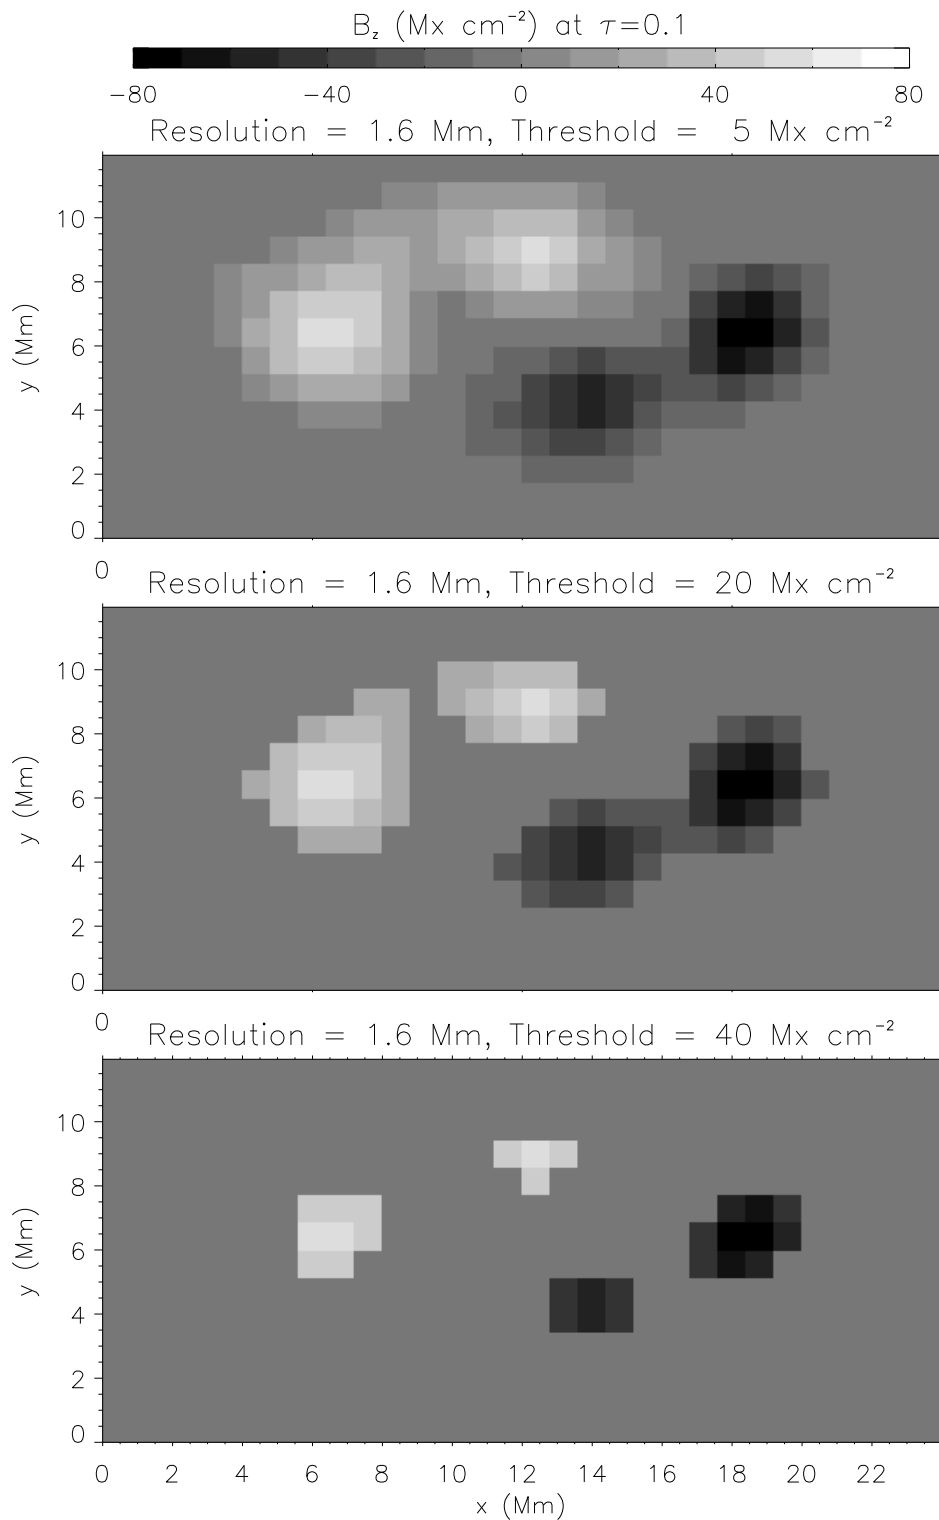 B_z (Mx cm⁻²) at τ=0.1
−80 −40 0 40 80
Resolution = 1.6 Mm, Threshold = 5 Mx cm⁻²
10
8
6
4
2
0
y (Mm)
0
Resolution = 1.6 Mm, Threshold = 20 Mx cm⁻²
10
8
6
4
2
0
y (Mm)
0
Resolution = 1.6 Mm, Threshold = 40 Mx cm⁻²
10
8
6
4
2
0
y (Mm)
0 2 4 6 8 10 12 14 16 18 20 22
x (Mm)